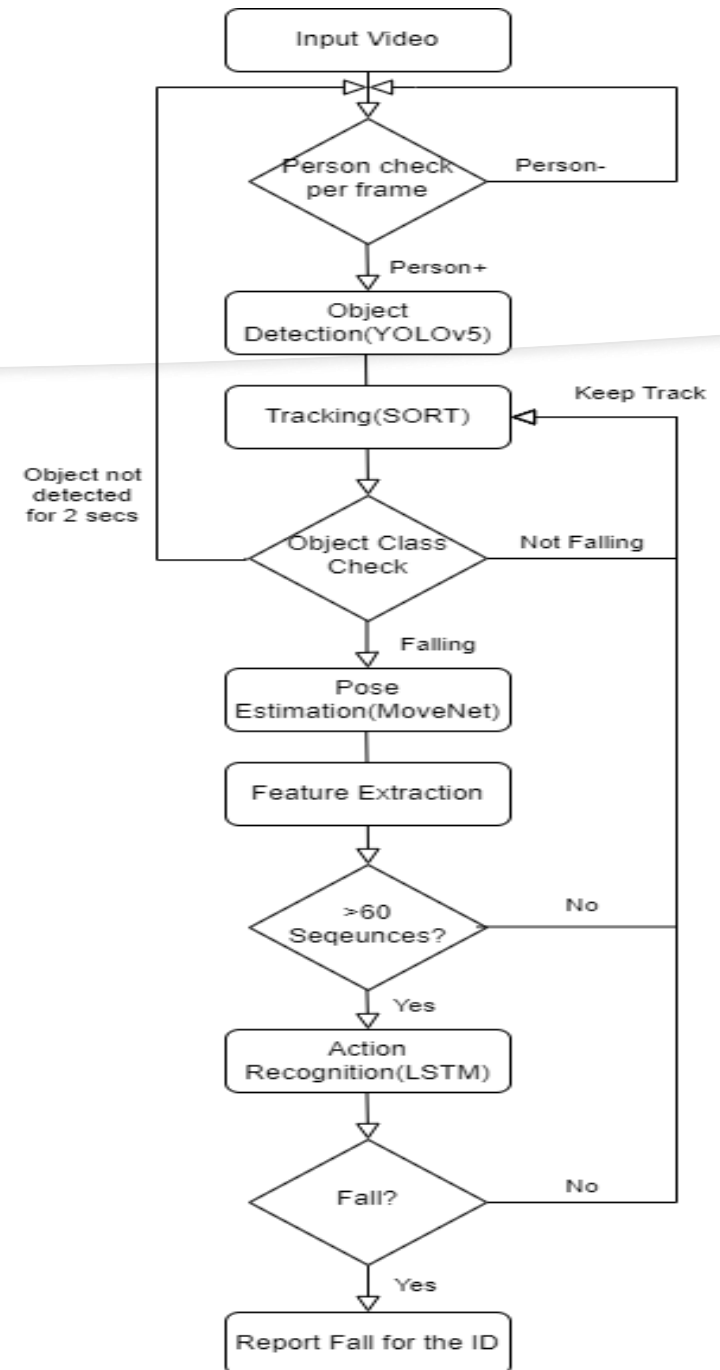 Input Video
Person check
per frame
Person-
Person+
Object
Detection(YOLOv5)
Keep Track
Tracking(SORT)
Object not
detected
for 2 secs
Object Class
Check
Not Falling
Falling
Pose
Estimation(MoveNet)
Feature Extraction
>60
Seqeunces?
No
Yes
Action
Recognition(LSTM)
Fall?
No
Yes
Report Fall for the ID